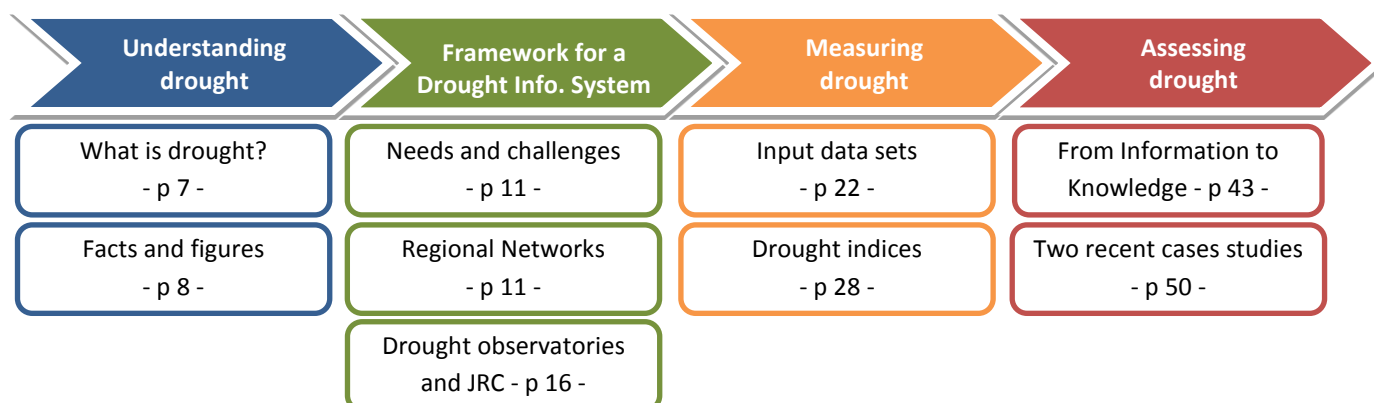 Understanding
drought
What is drought?
- p 7 -
Facts and figures
- p 8 -
Framework for a
Drought Info. System
Needs and challenges
- p 11 -
Regional Networks
- p 11 -
Drought observatories
and JRC - p 16 -
Measuring
drought
Input data sets
- p 22 -
Drought indices
- p 28 -
Assessing
drought
From Information to
Knowledge - p 43 -
Two recent cases studies
- p 50 -